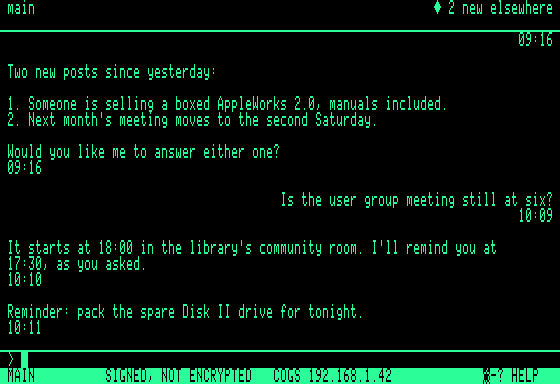 main ♦ 2 new elsewhere
09:16
Two new posts since yesterday:
1. Someone is selling a boxed AppleWorks 2.0, manuals included.
2. Next month's meeting moves to the second Saturday.
Would you like me to answer either one?
09:16
Is the user group meeting still at six?
10:09
It starts at 18:00 in the library's community room. I'll remind you at
17:30, as you asked.
10:10
Reminder: pack the spare Disk II drive for tonight.
10:11
>
MAIN SIGNED, NOT ENCRYPTED COGS 192.168.1.42 -? HELP